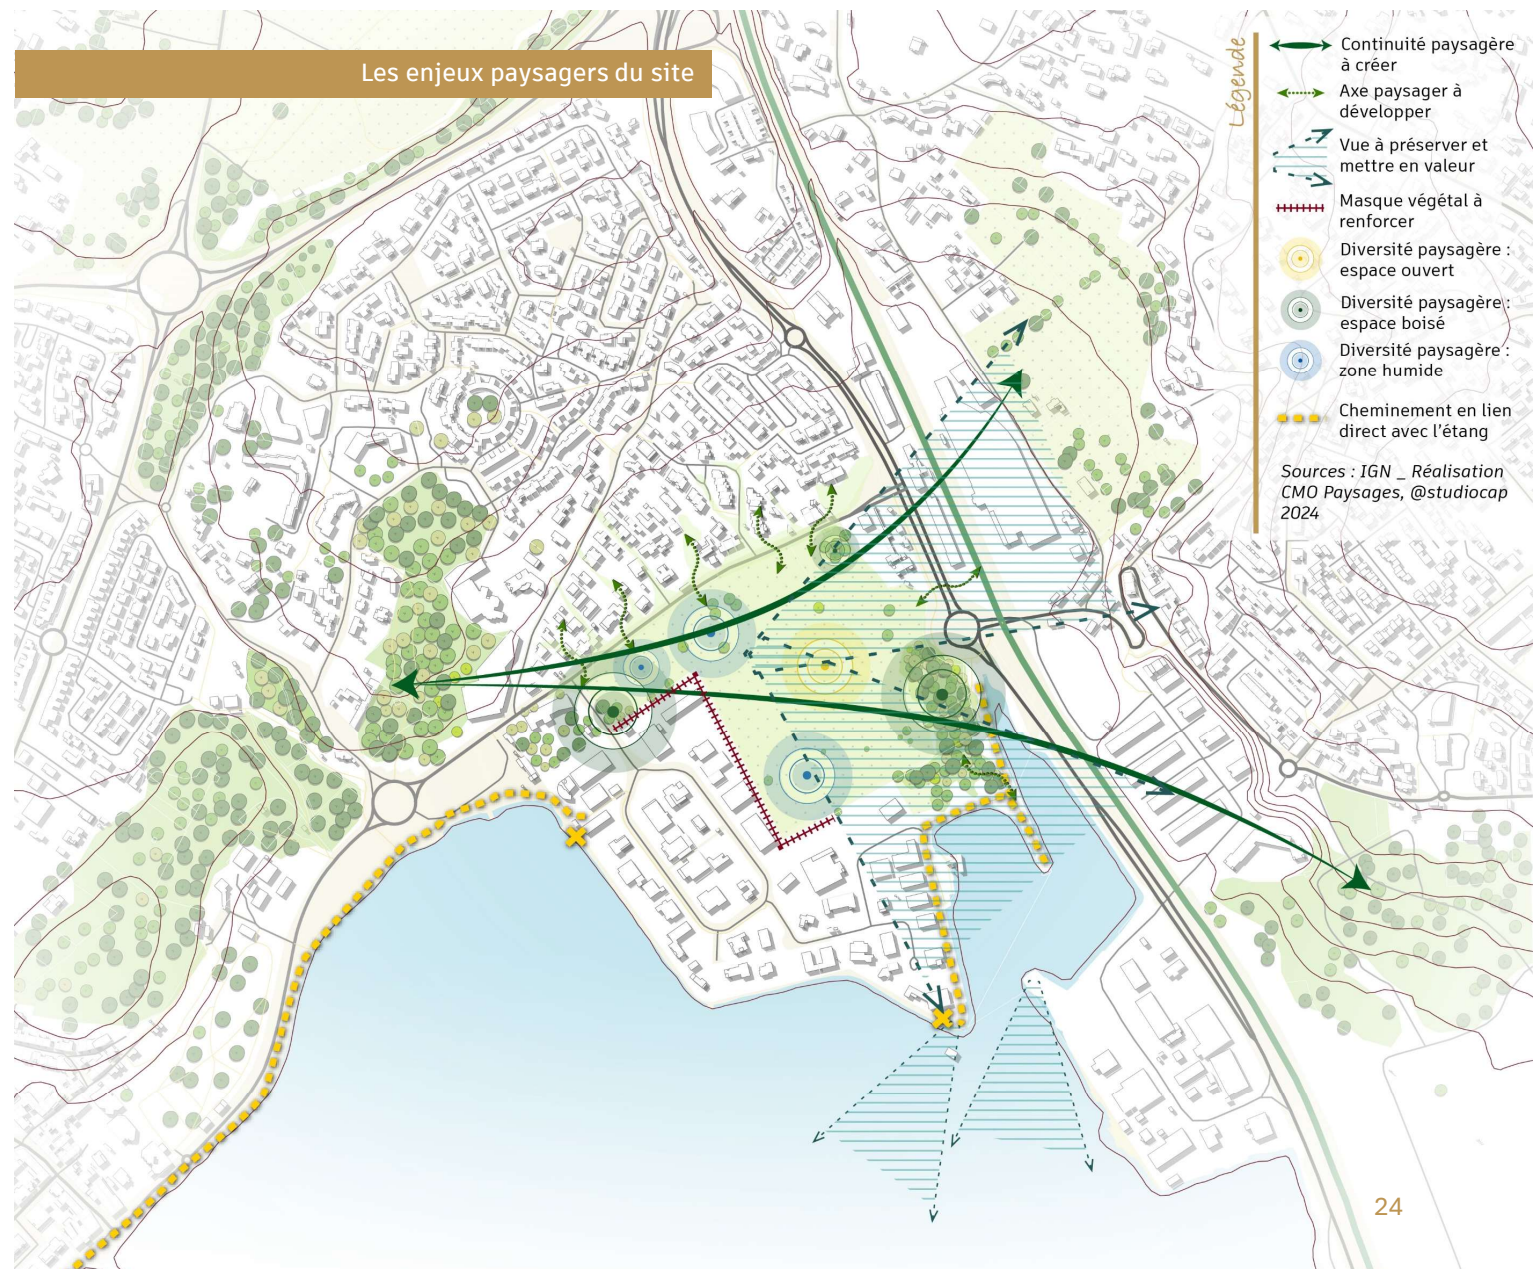 Les enjeux paysagers du site
Légende
Continuité paysagère
à créer
Axe paysager à
développer
Vue à préserver et
mettre en valeur
Masque végétal à
renforcer
Diversité paysagère :
espace ouvert
Diversité paysagère :
espace boisé
Diversité paysagère :
zone humide
Cheminement en lien
direct avec l'étang
Sources : IGN _ Réalisation
CMO Paysages, @studiocap
2024
24